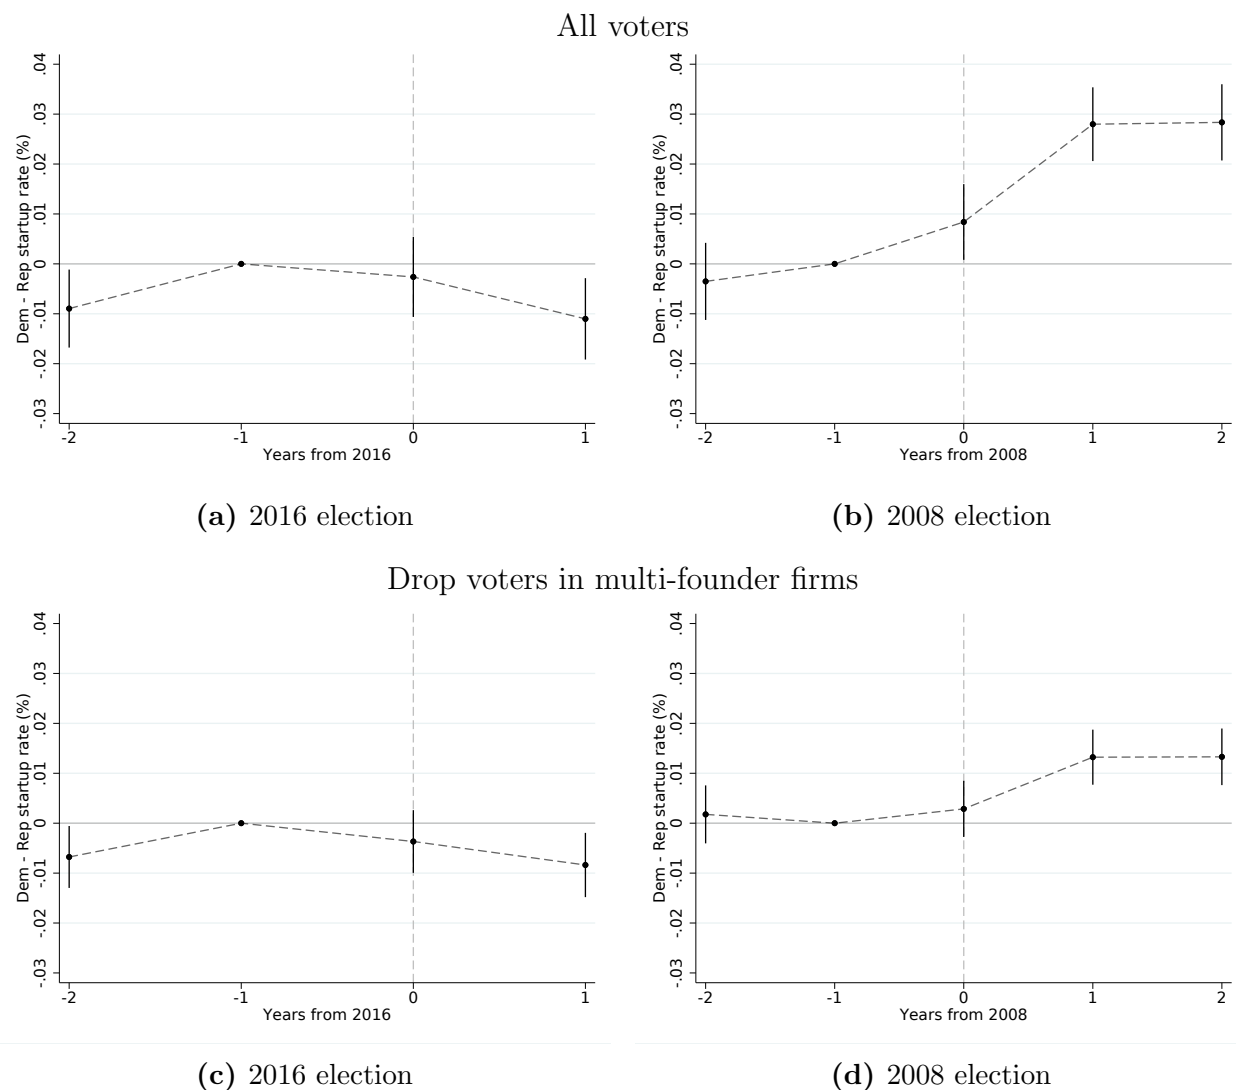 All voters
Dem - Rep startup rate (%)
.04
.03
.02
.01
0
-.01
-.02
-.03
-2 -1 0 1
Years from 2016
(a) 2016 election
Dem - Rep startup rate (%)
.04
.03
.02
.01
0
-.01
-.02
-.03
-2 -1 0 1 2
Years from 2008
(b) 2008 election
Drop voters in multi-founder firms
Dem - Rep startup rate (%)
.04
.03
.02
.01
0
-.01
-.02
-.03
-2 -1 0 1
Years from 2016
(c) 2016 election
Dem - Rep startup rate (%)
.04
.03
.02
.01
0
-.01
-.02
-.03
-2 -1 0 1 2
Years from 2008
(d) 2008 election